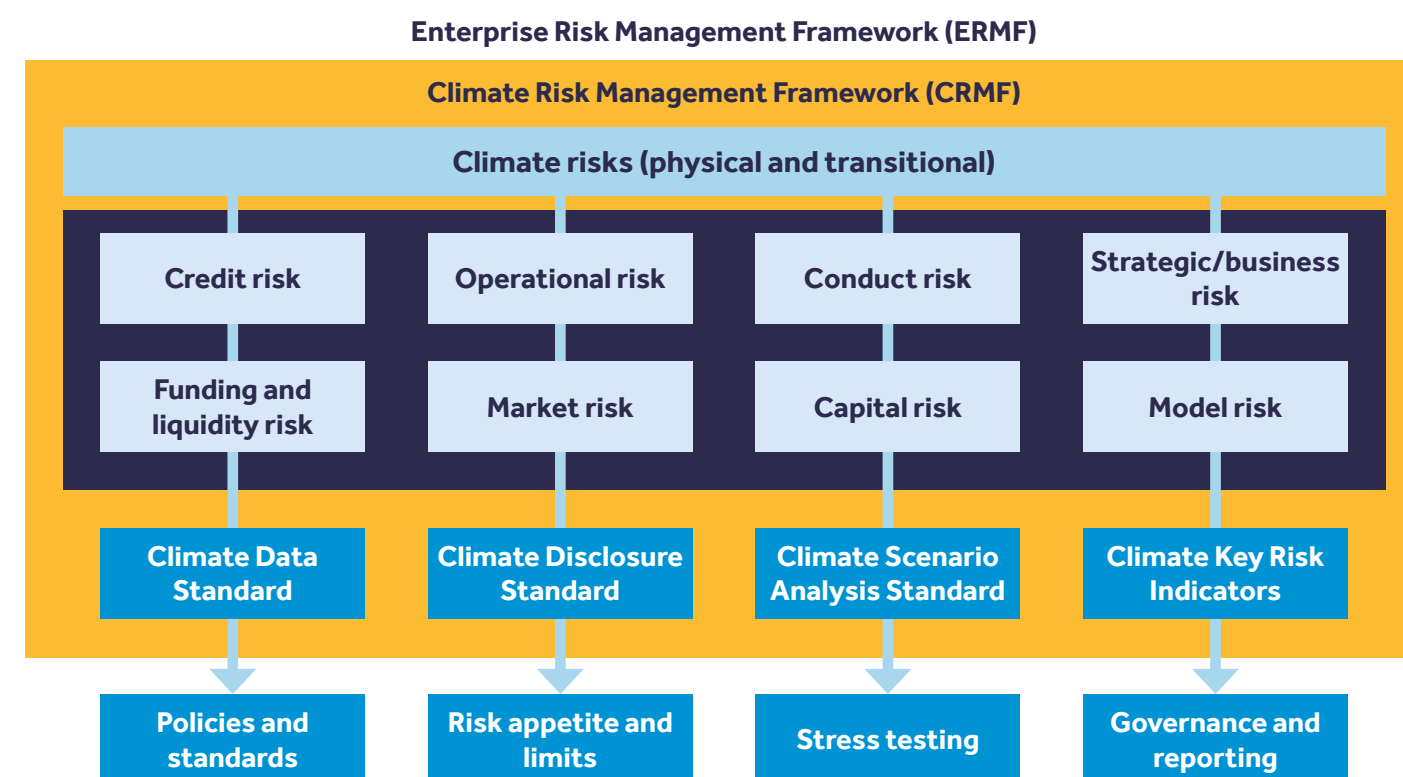 Enterprise Risk Management Framework (ERMF)
Climate Risk Management Framework (CRMF)
Climate risks (physical and transitional)
Credit risk
Operational risk
Conduct risk
Strategic/business
risk
Funding and
liquidity risk
Market risk
Capital risk
Model risk
Climate Data
Standard
Climate Disclosure
Standard
Climate Scenario
Analysis Standard
Climate Key Risk
Indicators
Policies and
standards
Risk appetite and
limits
Stress testing
Governance and
reporting